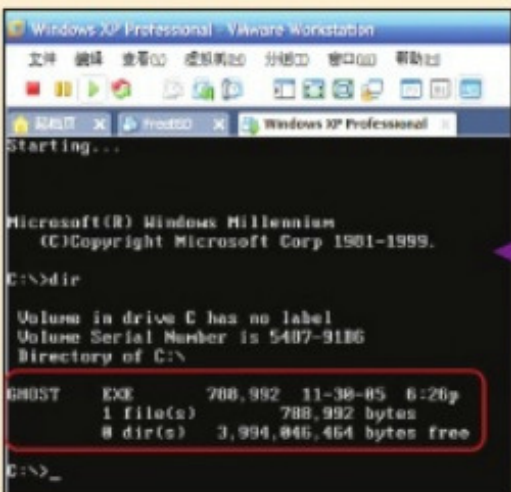 Windows XP Professional - VMware Workstation
文件 编辑 查看(V) 虚拟机(M) 分组(T) 窗口(W) 帮助(H)
FreeBSD Windows XP Professional
Starting...
Microsoft(R) Windows Millennium
(C)Copyright Microsoft Corp 1981-1999.
C:\>dir
Volume in drive C has no label
Volume Serial Number is 5407-9186
Directory of C:\
GHOST EXE 788,992 11-30-05 6:26p
1 file(s) 788,992 bytes
0 dir(s) 3,994,046,464 bytes free
C:\>_